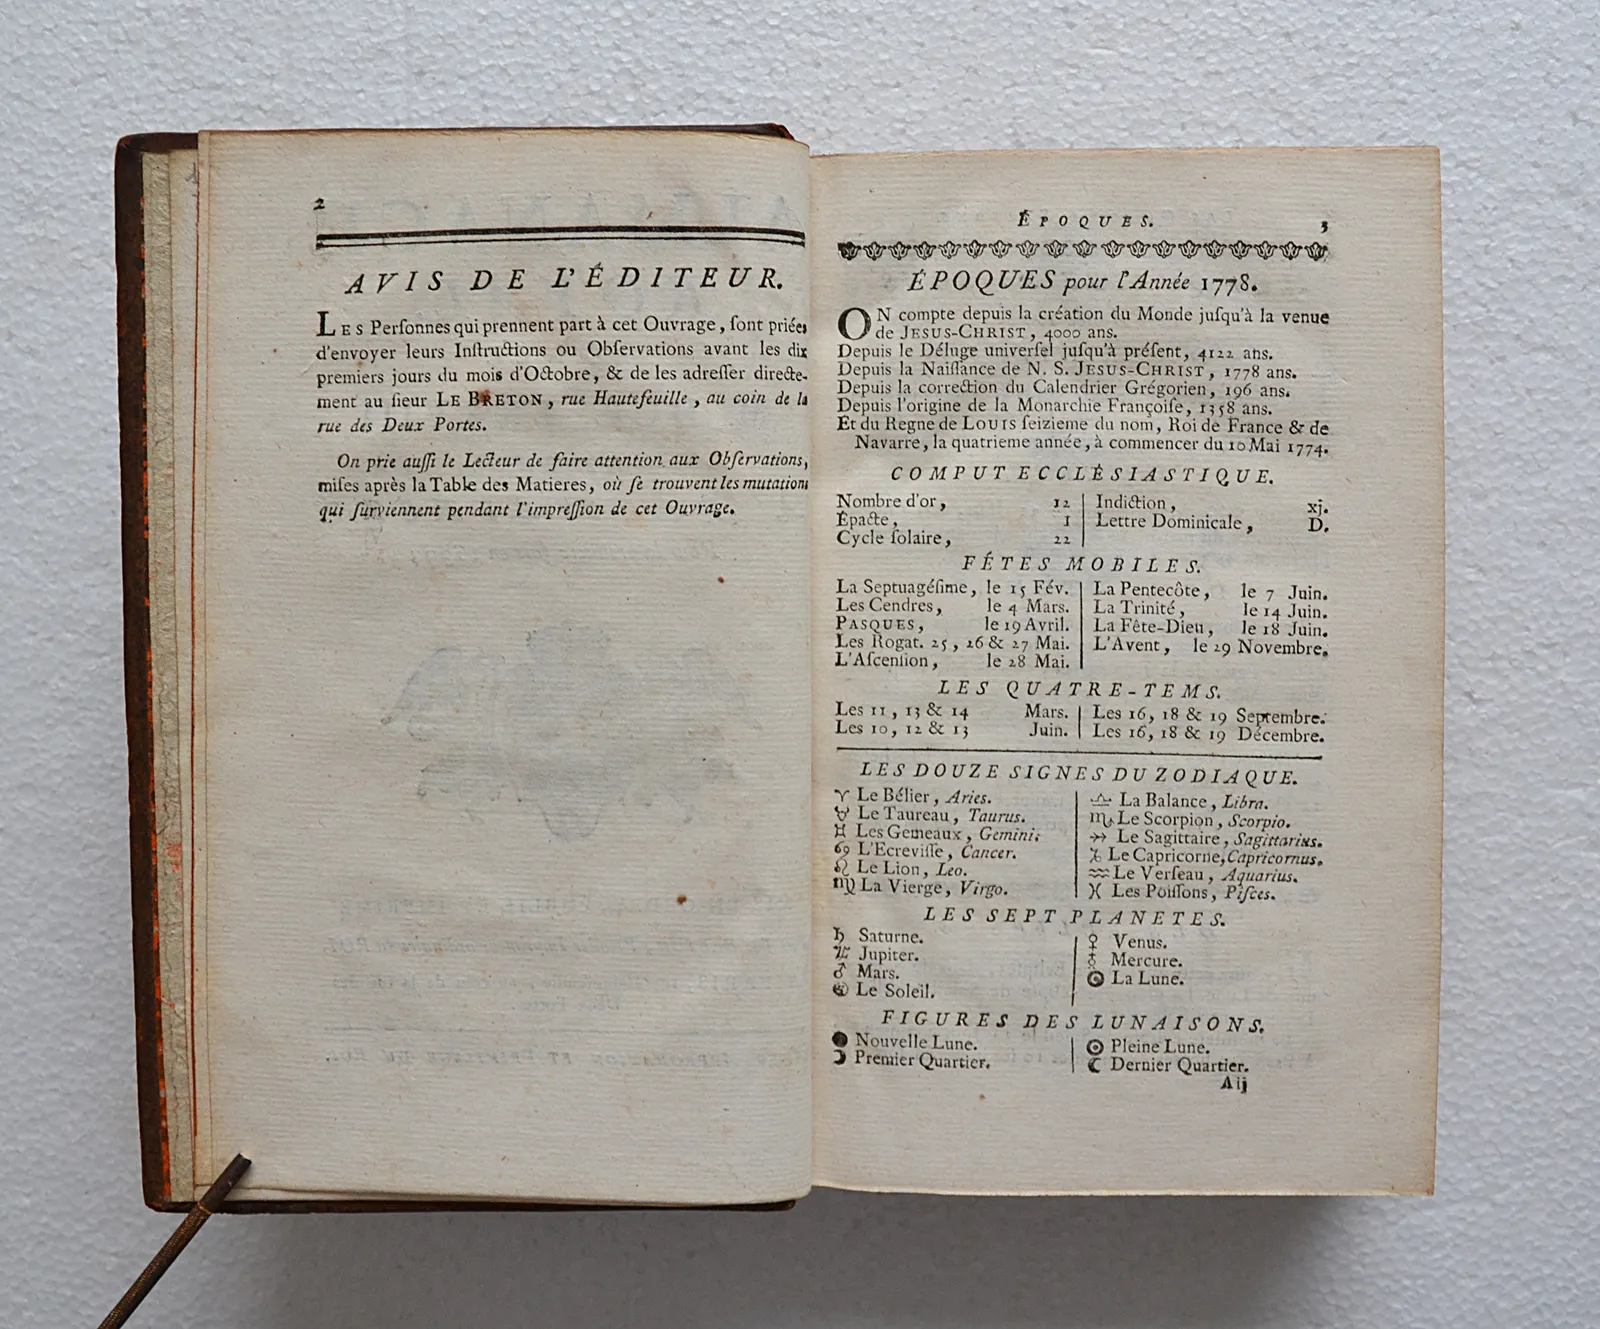 2
AVIS DE L'ÉDITEUR.
LES Perſonnes qui prennent part à cet Ouvrage, ſont priées
d'envoyer leurs Inſtructions ou Obſervations avant les dix
premiers jours du mois d'Octobre, & de les adreſſer directe-
ment au ſieur LE BRETON, rue Hautefeuille, au coin de la
rue des Deux Portes.
On prie auſſi le Lecteur de faire attention aux Obſervations,
miſes après la Table des Matieres, où ſe trouvent les mutations
qui ſurviennent pendant l'impreſſion de cet Ouvrage.
ÉPOQUES. 3
ÉPOQUES pour l'Année 1778.
ON compte depuis la création du Monde juſqu'à la venue
de JESUS-CHRIST, 4000 ans.
Depuis le Déluge univerſel juſqu'à préſent, 4122 ans.
Depuis la Naiſſance de N. S. JESUS-CHRIST, 1778 ans.
Depuis la correction du Calendrier Grégorien, 196 ans.
Depuis l'origine de la Monarchie Françoiſe, 1358 ans.
Et du Regne de LOUIS ſeizieme du nom, Roi de France & de
Navarre, la quatrieme année, à commencer du 10 Mai 1774.
COMPUT ECCLÉSIASTIQUE.
Nombre d'or, 12
Épacte, 1
Cycle ſolaire, 22
Indiction, xj.
Lettre Dominicale, D.
FÉTES MOBILES.
La Septuagéſime, le 15 Fév.
Les Cendres, le 4 Mars.
PASQUES, le 19 Avril.
Les Rogat. 25, 26 & 27 Mai.
L'Aſcenſion, le 28 Mai.
La Pentecôte, le 7 Juin.
La Trinité, le 14 Juin.
La Fête-Dieu, le 18 Juin.
L'Avent, le 29 Novembre.
LES QUATRE-TEMS.
Les 11, 13 & 14 Mars.
Les 10, 12 & 13 Juin.
Les 16, 18 & 19 Septembre.
Les 16, 18 & 19 Décembre.
LES DOUZE SIGNES DU ZODIAQUE.
♈ Le Bélier, Aries.
♉ Le Taureau, Taurus.
♊ Les Gemeaux, Gemini.
♋ L'Ecreviſſe, Cancer.
♌ Le Lion, Leo.
♍ La Vierge, Virgo.
♎ La Balance, Libra.
♏ Le Scorpion, Scorpio.
♐ Le Sagittaire, Sagittarius.
♑ Le Capricorne, Capricornus.
♒ Le Verſeau, Aquarius.
♓ Les Poiſſons, Piſces.
LES SEPT PLANETES.
♄ Saturne.
♃ Jupiter.
♂ Mars.
Le Soleil.
♀ Venus.
☿ Mercure.
La Lune.
FIGURES DES LUNAISONS.
Nouvelle Lune.
Premier Quartier.
Pleine Lune.
Dernier Quartier.
Aij